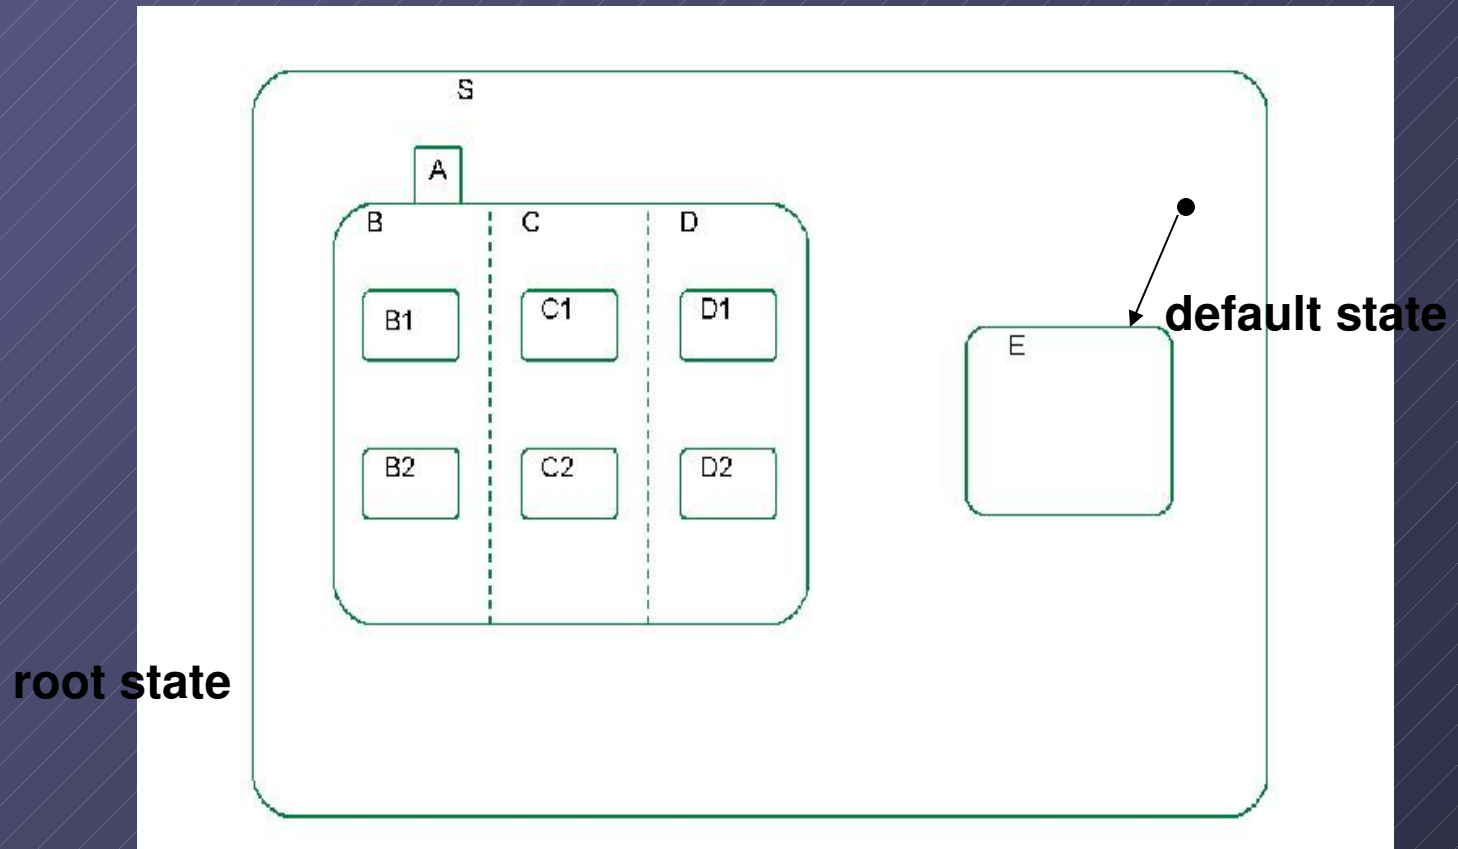 S
A
B C D
B1 C1 D1
default state
E
B2 C2 D2
root state